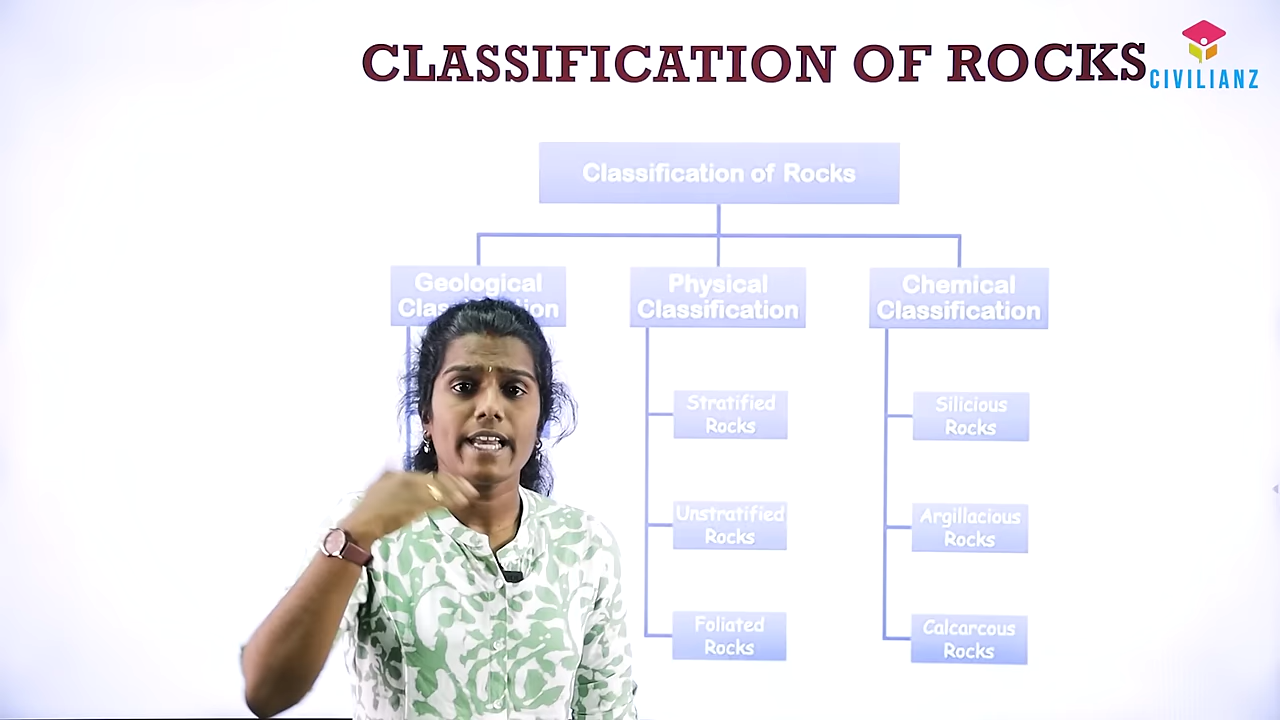 CLASSIFICATION OF ROCKS
CIVILIANZ
Classification of Rocks
Geological
Physical
Classification
Chemical
Classification
Stratified
Rocks
Unstratified
Rocks
Foliated
Rocks
Silicious
Rocks
Argillacious
Rocks
Calcarcous
Rocks